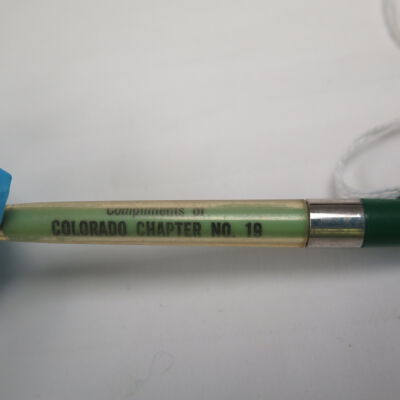 Compliments of
COLORADO CHAPTER NO. 19